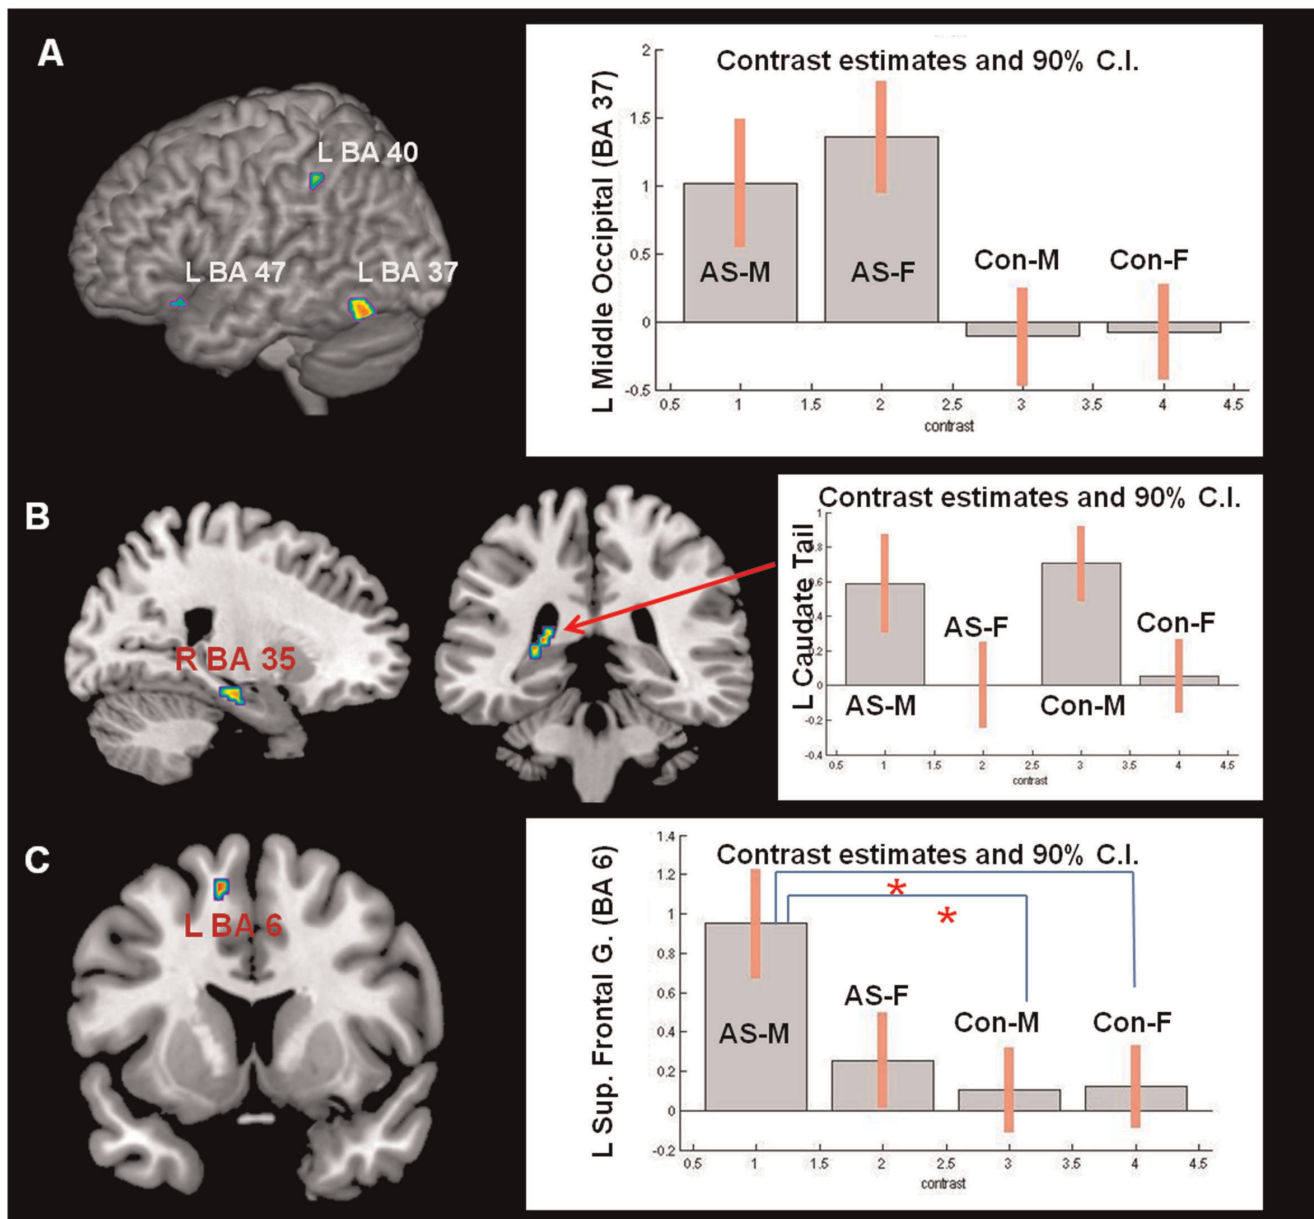 A
L BA 40
L BA 47
L BA 37
Contrast estimates and 90% C.I.
L Middle Occipital (BA 37)
2
1.5
1
0.5
0
-0.5
AS-M
AS-F
Con-M
Con-F
0.5 1 1.5 2 2.5 3 3.5 4 4.5
contrast
B
R BA 35
Contrast estimates and 90% C.I.
L Caudate Tail
1
0.8
0.6
0.4
0.2
0
-0.2
-0.4
AS-M
AS-F
Con-M
Con-F
0.5 1 1.5 2 2.5 3 3.5 4 4.5
contrast
C
L BA 6
Contrast estimates and 90% C.I.
L Sup. Frontal G. (BA 6)
1.4
1.2
1
0.8
0.6
0.4
0.2
0
-0.2
*
*
AS-M
AS-F
Con-M
Con-F
0.5 1 1.5 2 2.5 3 3.5 4 4.5
contrast